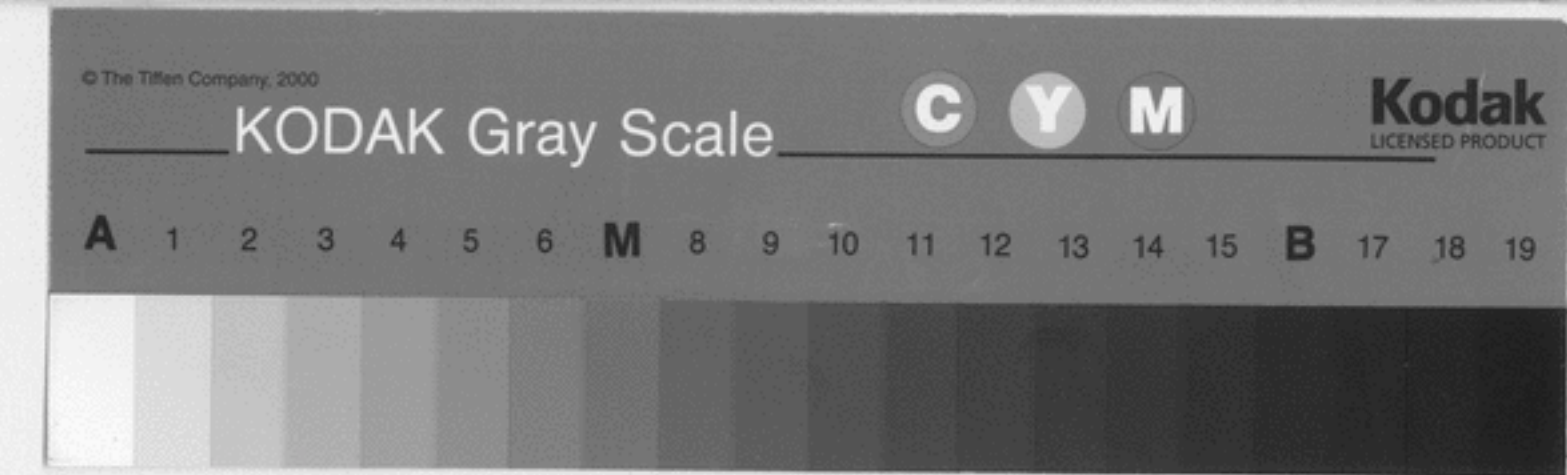 © The Tiffen Company, 2000
KODAK Gray Scale
C Y M
Kodak
LICENSED PRODUCT
A 1 2 3 4 5 6 M 8 9 10 11 12 13 14 15 B 17 18 19